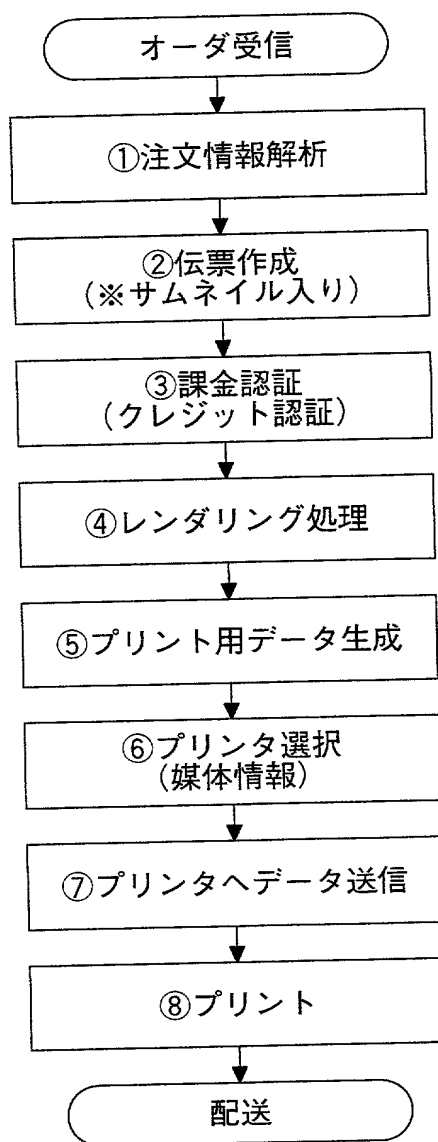 オーダ受信
①注文情報解析
②伝票作成
(※サムネイル入り)
③課金認証
(クレジット認証)
④レンダリング処理
⑤プリント用データ生成
⑥プリンタ選択
(媒体情報)
⑦プリンタへデータ送信
⑧プリント
配送